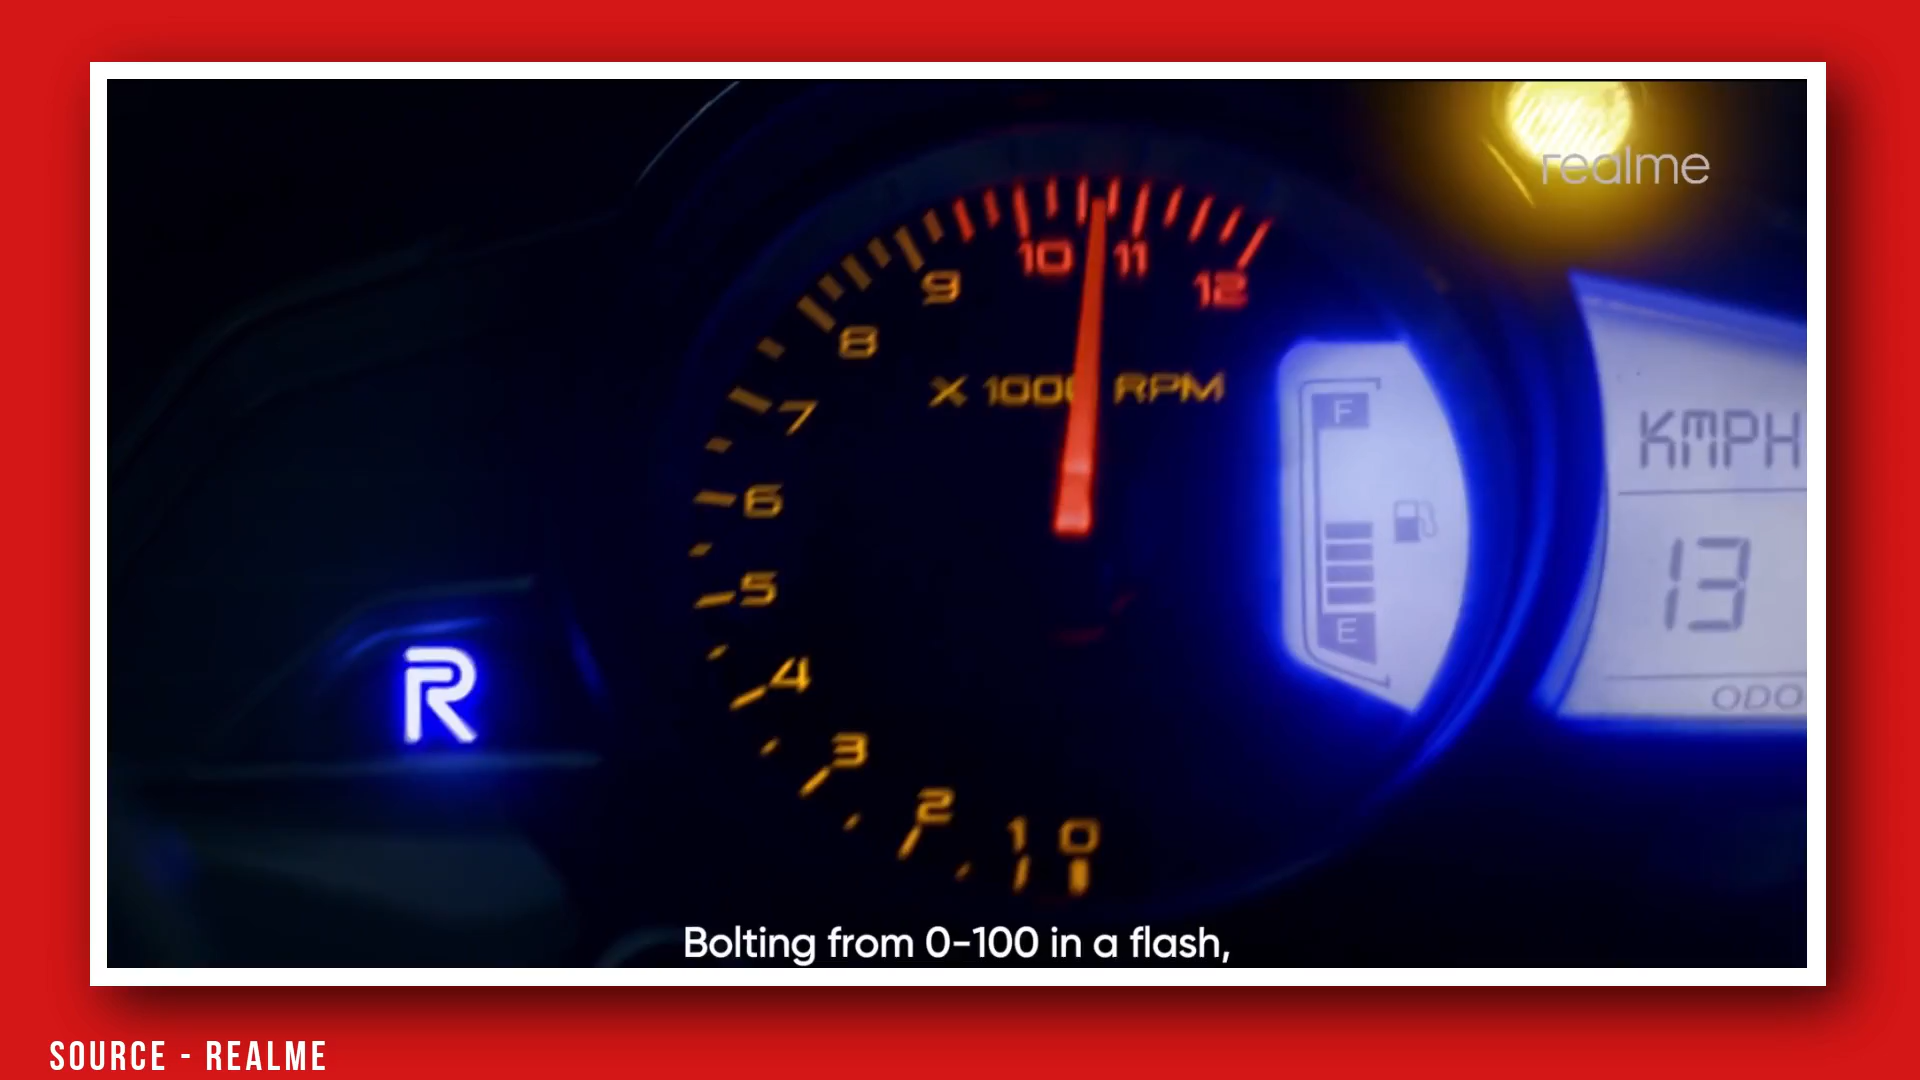 realme
10 11
9 12
8
X 1000 RPM
7
F
KMPH
6
5
13
E
4
ODO
R
3
2
1 0
Bolting from 0-100 in a flash,
SOURCE - REALME